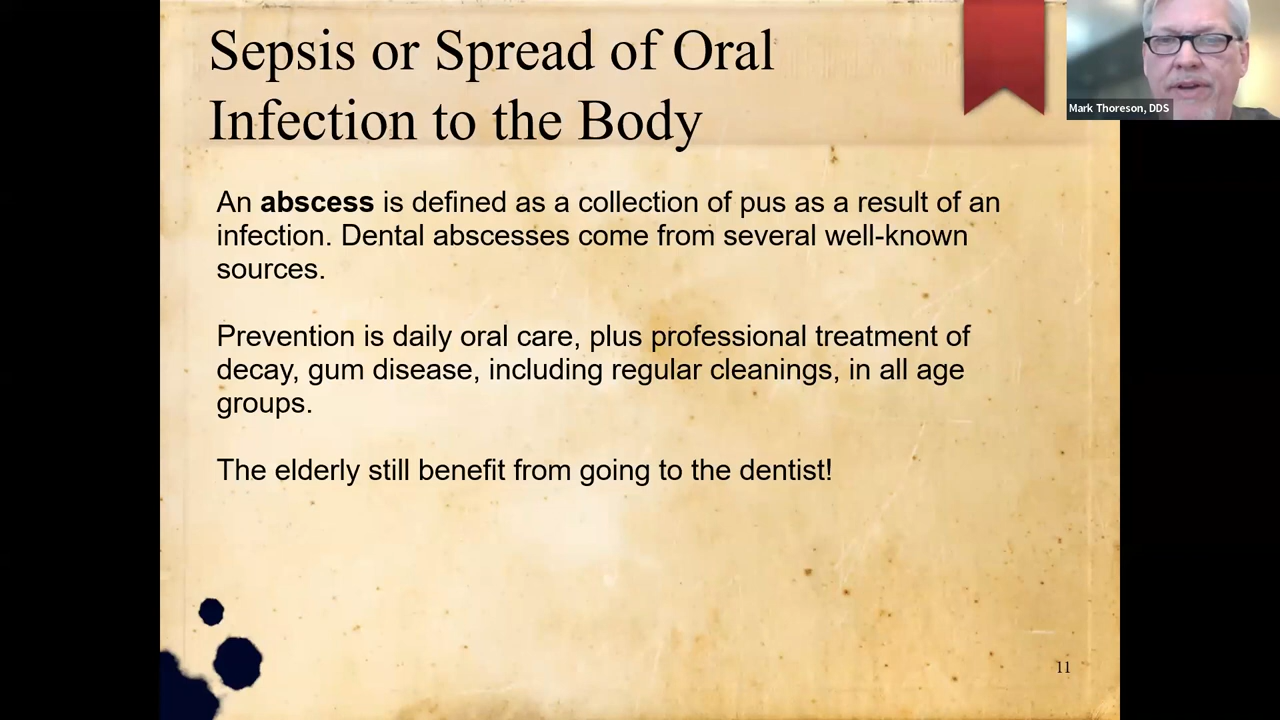 Sepsis or Spread of Oral
Infection to the Body
Mark Thoreson, DDS
An abscess is defined as a collection of pus as a result of an
infection. Dental abscesses come from several well-known
sources.
Prevention is daily oral care, plus professional treatment of
decay, gum disease, including regular cleanings, in all age
groups.
The elderly still benefit from going to the dentist!
11